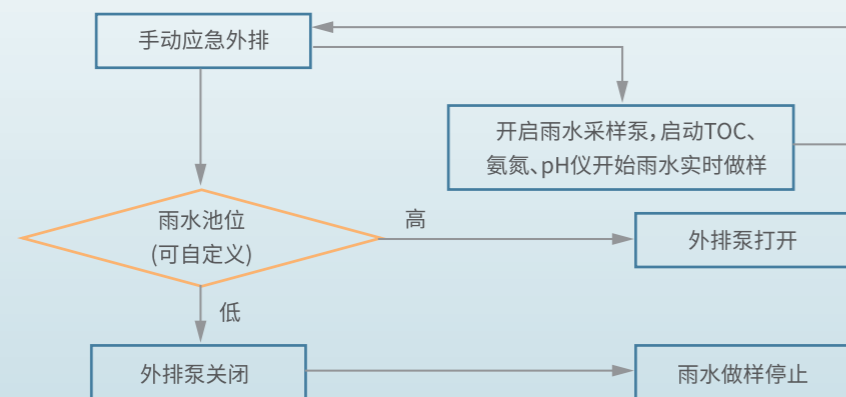 手动应急外排
开启雨水采样泵，启动TOC、
氨氮、pH仪开始雨水实时做样
雨水池位
(可自定义)
高
外排泵打开
低
外排泵关闭
雨水做样停止